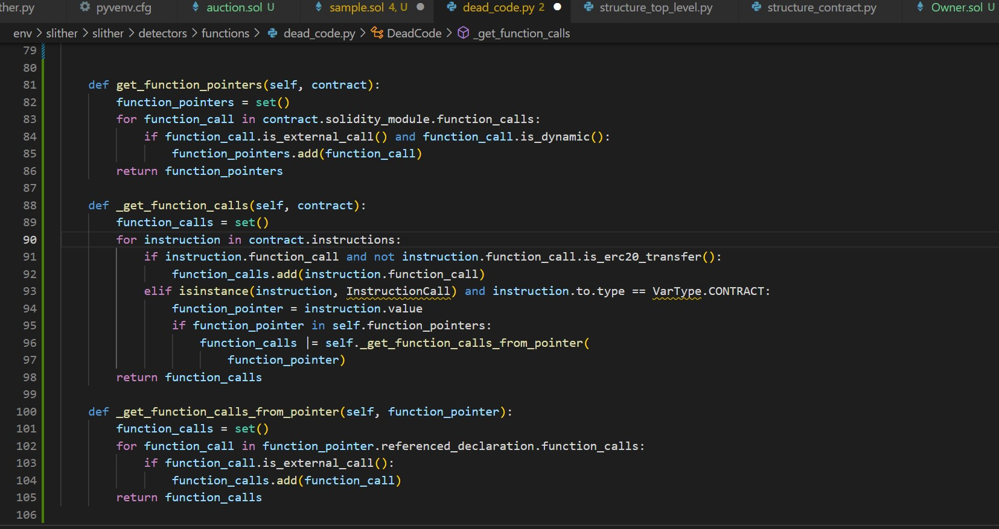 ther.py pyvenv.cfg auction.sol U sample.sol 4, U dead_code.py 2 structure_top_level.py structure_contract.py Owner.sol U
env > slither > slither > detectors > functions > dead_code.py > DeadCode > _get_function_calls
79
80
81 def get_function_pointers(self, contract):
82 function_pointers = set()
83 for function_call in contract.solidity_module.function_calls:
84 if function_call.is_external_call() and function_call.is_dynamic():
85 function_pointers.add(function_call)
86 return function_pointers
87
88 def _get_function_calls(self, contract):
89 function_calls = set()
90 for instruction in contract.instructions:
91 if instruction.function_call and not instruction.function_call.is_erc20_transfer():
92 function_calls.add(instruction.function_call)
93 elif isinstance(instruction, InstructionCall) and instruction.to.type == VarType.CONTRACT:
94 function_pointer = instruction.value
95 if function_pointer in self.function_pointers:
96 function_calls |= self._get_function_calls_from_pointer(
97 function_pointer)
98 return function_calls
99
100 def _get_function_calls_from_pointer(self, function_pointer):
101 function_calls = set()
102 for function_call in function_pointer.referenced_declaration.function_calls:
103 if function_call.is_external_call():
104 function_calls.add(function_call)
105 return function_calls
106